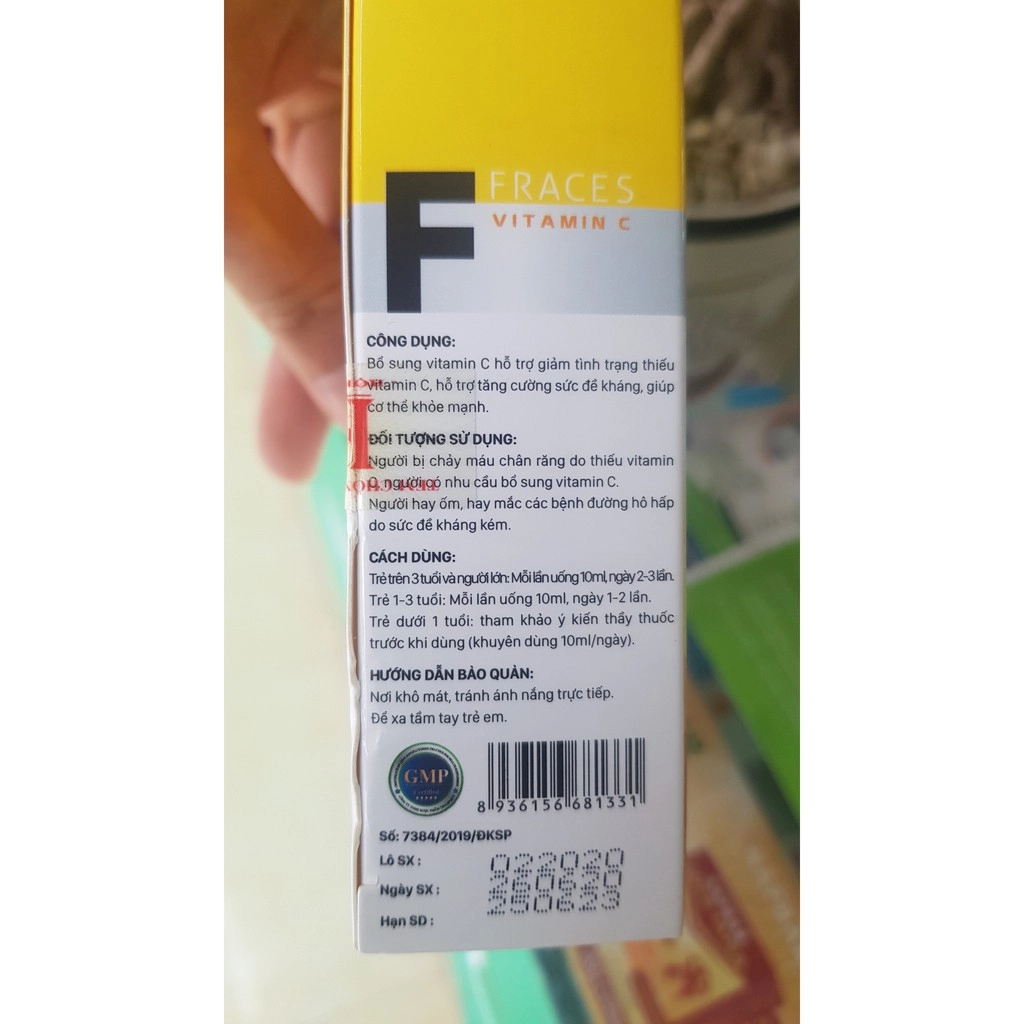 F FRACES
VITAMIN C
CÔNG DỤNG:
Bổ sung vitamin C hỗ trợ giảm tình trạng thiếu
vitamin C, hỗ trợ tăng cường sức đề kháng, giúp
cơ thể khỏe mạnh.
ĐỐI TƯỢNG SỬ DỤNG:
Người bị chảy máu chân răng do thiếu vitamin
C, người có nhu cầu bổ sung vitamin C.
Người hay ốm, hay mắc các bệnh đường hô hấp
do sức đề kháng kém.
CÁCH DÙNG:
Trẻ trên 3 tuổi và người lớn: Mỗi lần uống 10ml, ngày 2-3 lần.
Trẻ 1-3 tuổi: Mỗi lần uống 10ml, ngày 1-2 lần.
Trẻ dưới 1 tuổi: tham khảo ý kiến thầy thuốc
trước khi dùng (khuyên dùng 10ml/ngày).
HƯỚNG DẪN BẢO QUẢN:
Nơi khô mát, tránh ánh nắng trực tiếp.
Để xa tầm tay trẻ em.
GMP
Certified
8 936156 681331
Số: 7384/2019/ĐKSP
Lô SX : 022020
Ngày SX : 260620
Hạn SD : 250623